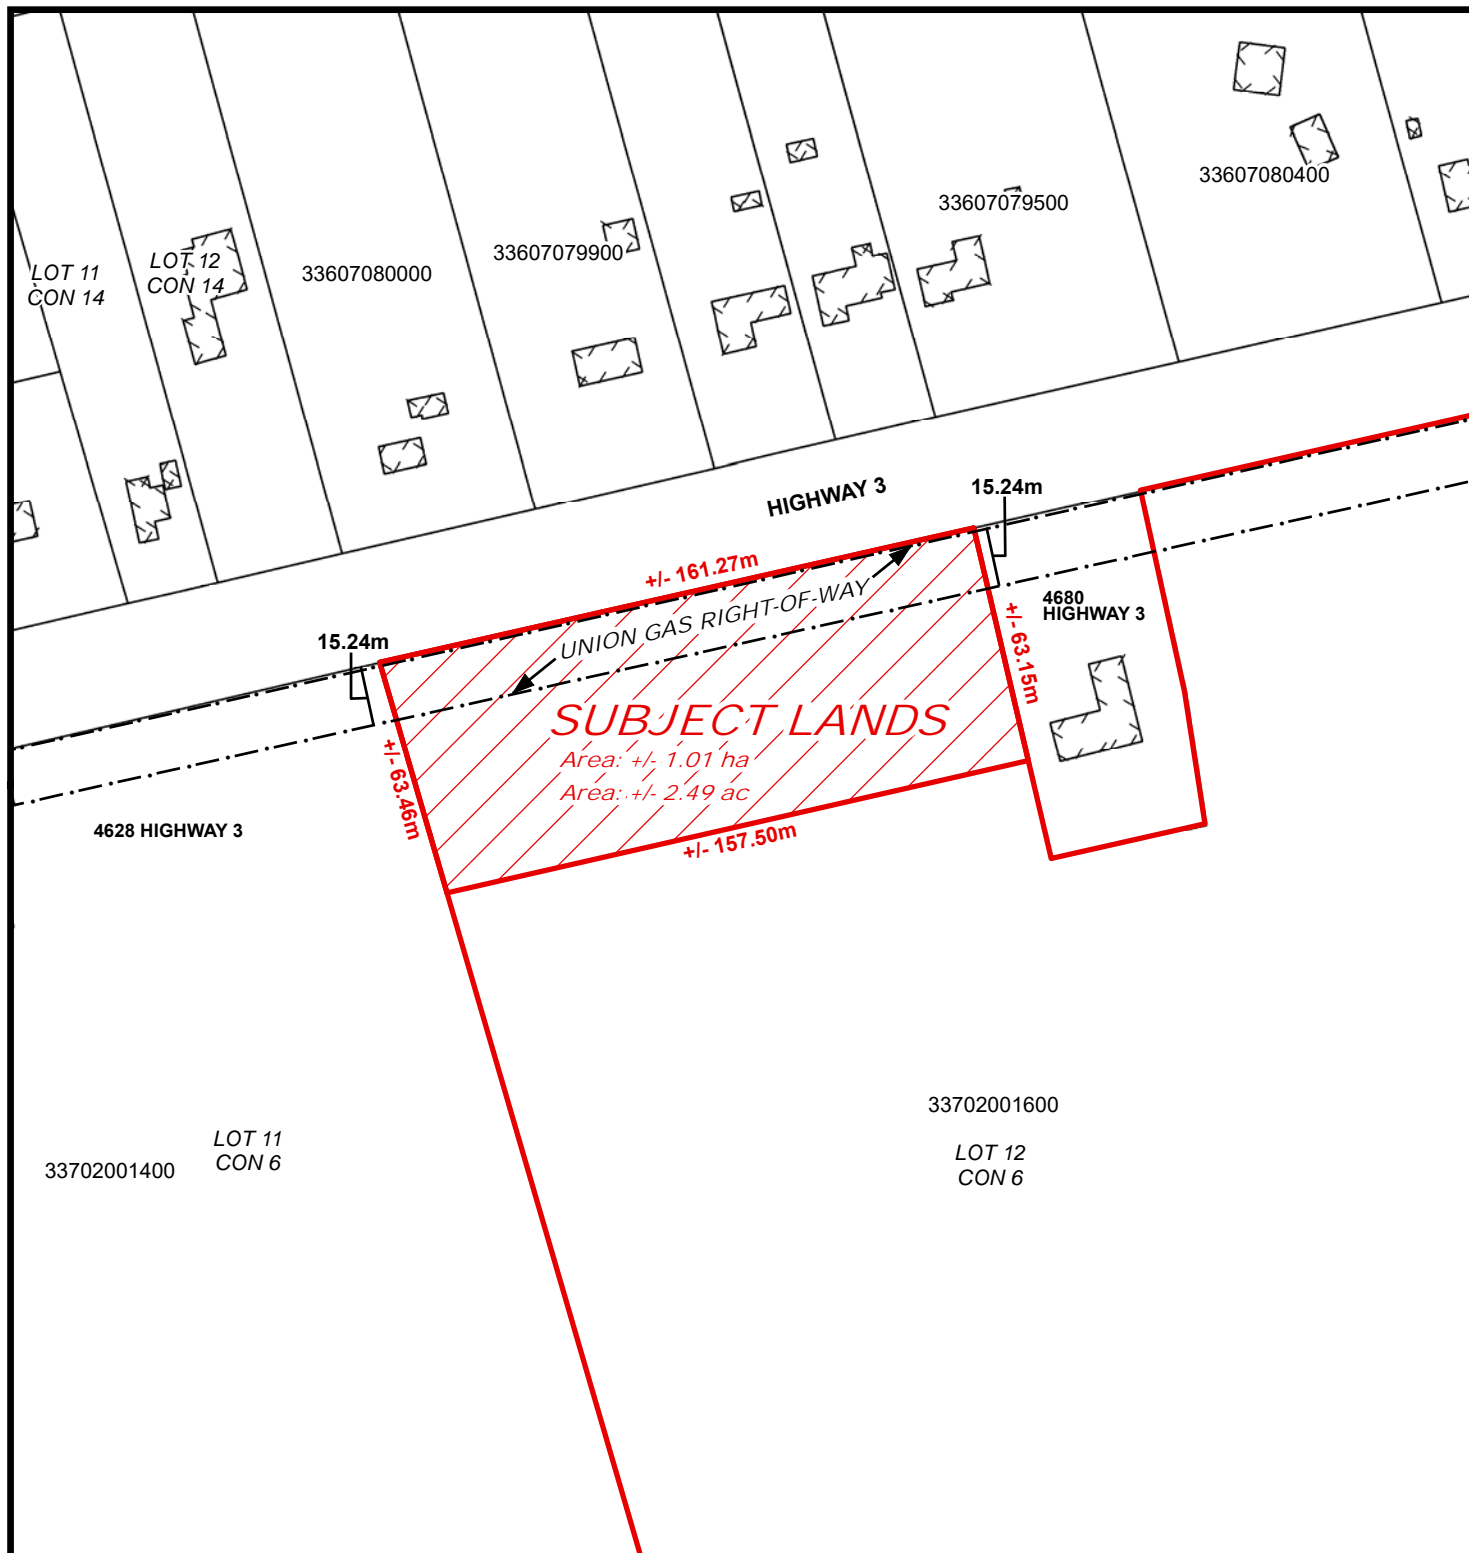 33607080400
33607079500
33607079900
LOT 12
CON 14
LOT 11
CON 14
33607080000
HIGHWAY 3
15.24m
+/- 161.27m
UNION GAS RIGHT-OF-WAY
4680
HIGHWAY 3
15.24m
+/- 63.15m
SUBJECT LANDS
Area: +/- 1.01 ha
Area: +/- 2.49 ac
+/- 63.46m
4628 HIGHWAY 3
+/- 157.50m
33702001600
LOT 12
CON 6
LOT 11
CON 6
33702001400